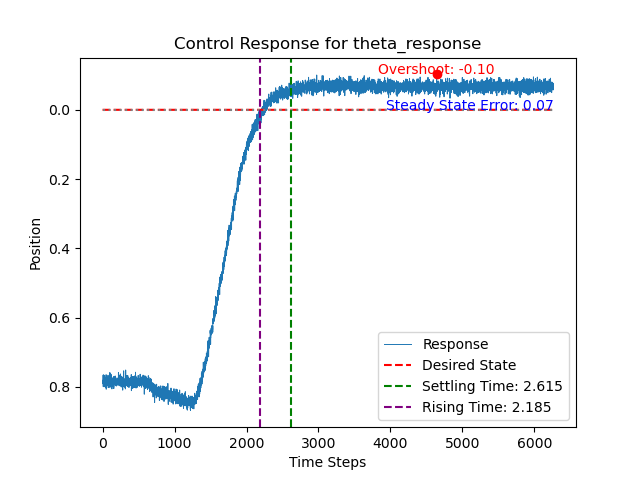 Control Response for theta_response
Overshoot: -0.10
Steady State Error: 0.07
0.0
0.2
0.4
0.6
0.8
Position
Response
Desired State
Settling Time: 2.615
Rising Time: 2.185
0 1000 2000 3000 4000 5000 6000
Time Steps